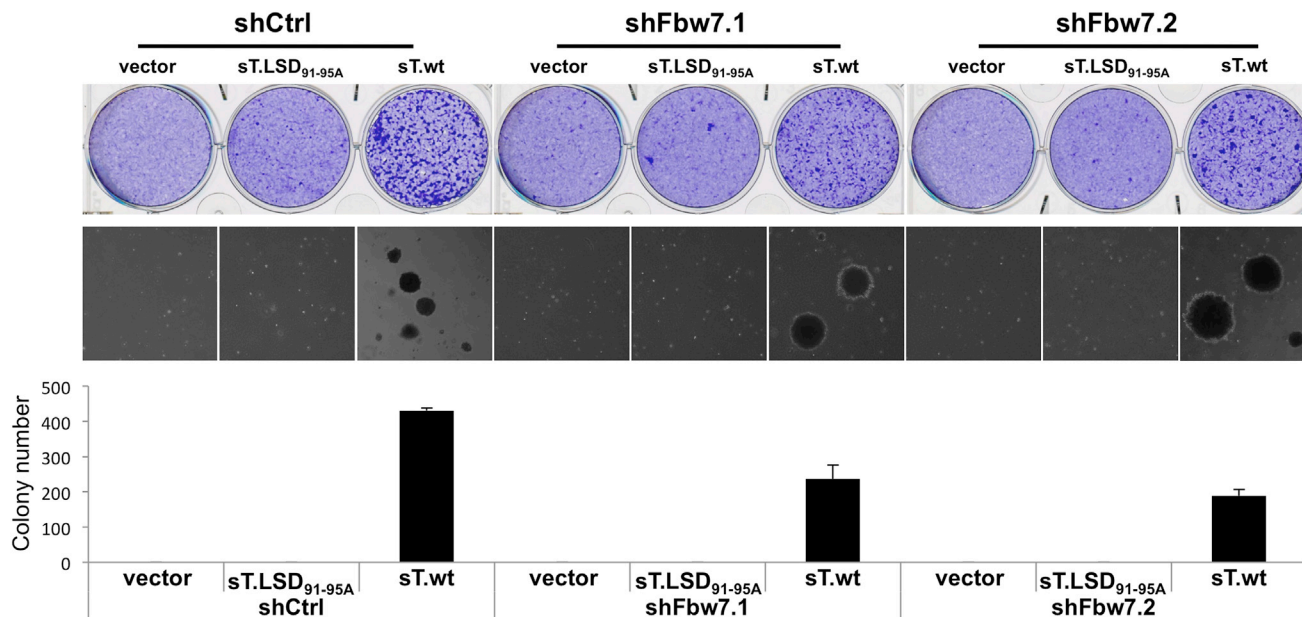 shCtrl shFbw7.1 shFbw7.2
vector sT.LSD91-95A sT.wt vector sT.LSD91-95A sT.wt vector sT.LSD91-95A sT.wt
Colony number
500
400
300
200
100
0
vector sT.LSD91-95A sT.wt vector sT.LSD91-95A sT.wt vector sT.LSD91-95A sT.wt
shCtrl shFbw7.1 shFbw7.2